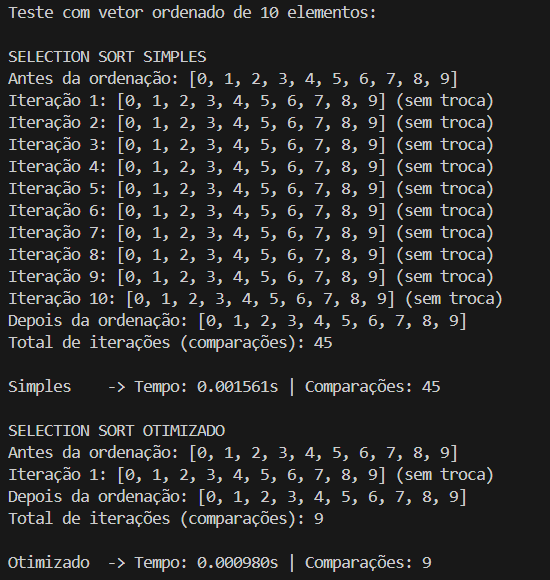 Teste com vetor ordenado de 10 elementos:

SELECTION SORT SIMPLES
Antes da ordenação: [0, 1, 2, 3, 4, 5, 6, 7, 8, 9]
Iteração 1: [0, 1, 2, 3, 4, 5, 6, 7, 8, 9] (sem troca)
Iteração 2: [0, 1, 2, 3, 4, 5, 6, 7, 8, 9] (sem troca)
Iteração 3: [0, 1, 2, 3, 4, 5, 6, 7, 8, 9] (sem troca)
Iteração 4: [0, 1, 2, 3, 4, 5, 6, 7, 8, 9] (sem troca)
Iteração 5: [0, 1, 2, 3, 4, 5, 6, 7, 8, 9] (sem troca)
Iteração 6: [0, 1, 2, 3, 4, 5, 6, 7, 8, 9] (sem troca)
Iteração 7: [0, 1, 2, 3, 4, 5, 6, 7, 8, 9] (sem troca)
Iteração 8: [0, 1, 2, 3, 4, 5, 6, 7, 8, 9] (sem troca)
Iteração 9: [0, 1, 2, 3, 4, 5, 6, 7, 8, 9] (sem troca)
Iteração 10: [0, 1, 2, 3, 4, 5, 6, 7, 8, 9] (sem troca)
Depois da ordenação: [0, 1, 2, 3, 4, 5, 6, 7, 8, 9]
Total de iterações (comparações): 45

Simples    -> Tempo: 0.001561s | Comparações: 45

SELECTION SORT OTIMIZADO
Antes da ordenação: [0, 1, 2, 3, 4, 5, 6, 7, 8, 9]
Iteração 1: [0, 1, 2, 3, 4, 5, 6, 7, 8, 9] (sem troca)
Depois da ordenação: [0, 1, 2, 3, 4, 5, 6, 7, 8, 9]
Total de iterações (comparações): 9

Otimizado  -> Tempo: 0.000980s | Comparações: 9